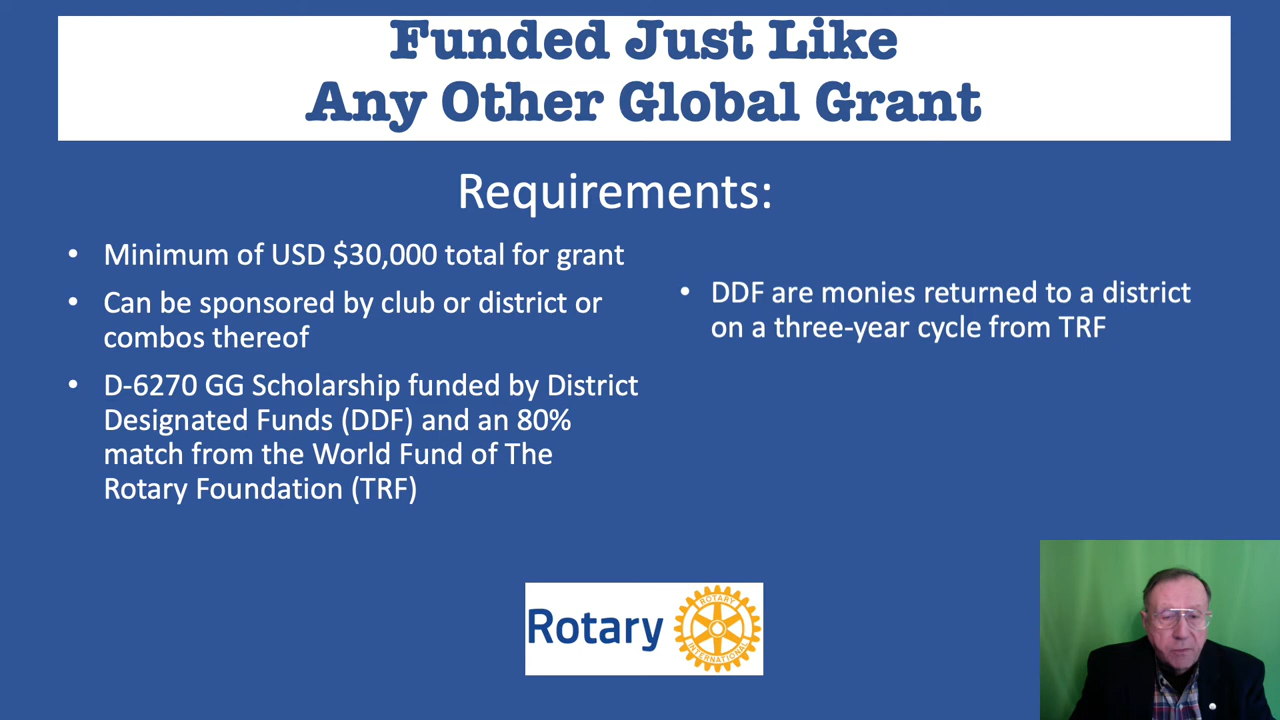 Funded Just Like
Any Other Global Grant
Requirements:
• Minimum of USD $30,000 total for grant
• Can be sponsored by club or district or
combos thereof
• D-6270 GG Scholarship funded by District
Designated Funds (DDF) and an 80%
match from the World Fund of The
Rotary Foundation (TRF)
• DDF are monies returned to a district
on a three-year cycle from TRF
Rotary
ROTARY
INTERNATIONAL